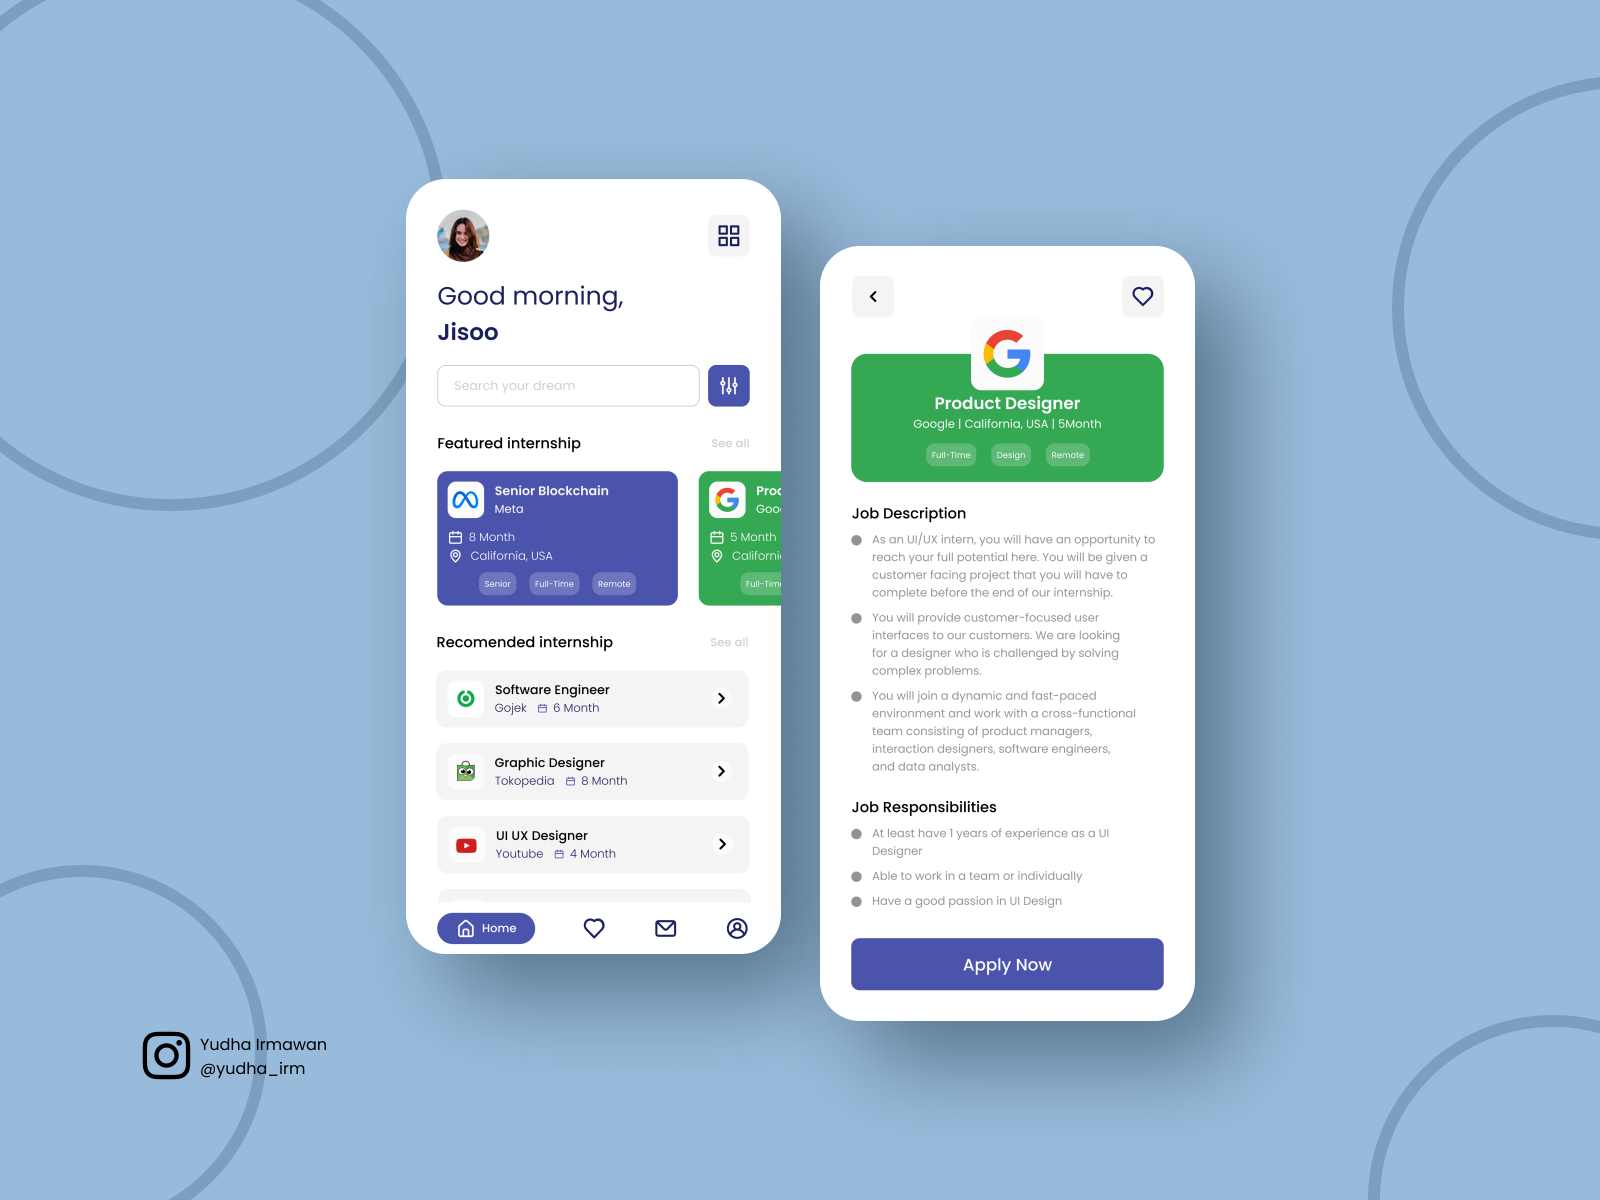 Good morning,
Jisoo
Search your dream
Featured internship
See all
Senior Blockchain
Meta
8 Month
California, USA
Senior
Full-Time
Remote
5 Month
Recomended internship
See all
Software Engineer
Gojek
6 Month
Graphic Designer
Tokopedia
8 Month
UI UX Designer
Youtube
4 Month
Home
Product Designer
Google | California, USA | 5Month
Full-Time
Design
Remote
Job Description
As an UI/UX intern, you will have an opportunity to
reach your full potential here. You will be given a
customer facing project that you will have to
complete before the end of our internship.
You will provide customer-focused user
interfaces to our customers. We are looking
for a designer who is challenged by solving
complex problems.
You will join a dynamic and fast-paced
environment and work with a cross-functional
team consisting of product managers,
interaction designers, software engineers,
and data analysts.
Job Responsibilities
At least have 1 years of experience as a UI
Designer
Able to work in a team or individually
Have a good passion in UI Design
Apply Now
Yudha Irmawan
@yudha_irm